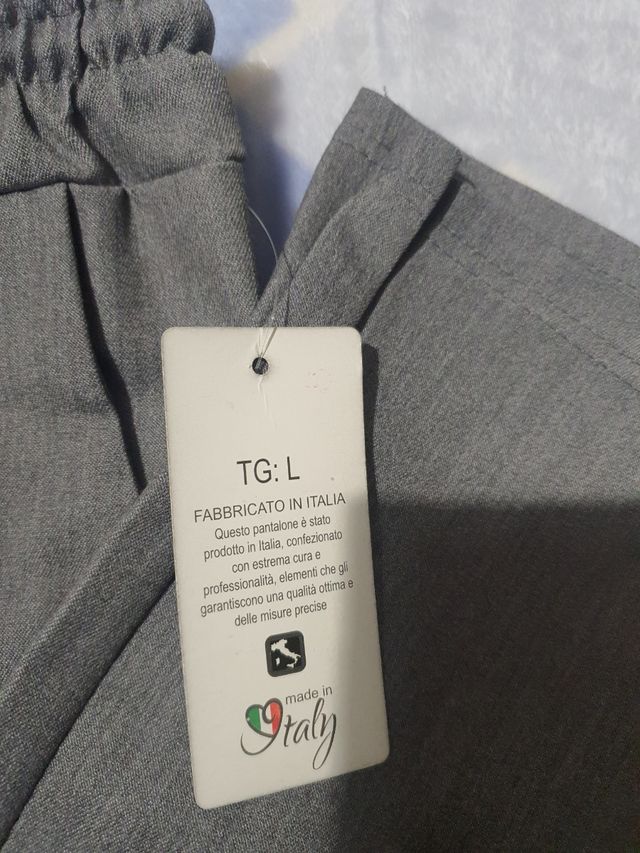 TG: L
FABBRICATO IN ITALIA
Questo pantalone è stato
prodotto in Italia, confezionato
con estrema cura e
professionalità, elementi che gli
garantiscono una qualità ottima e
delle misure precise
made in
Italy